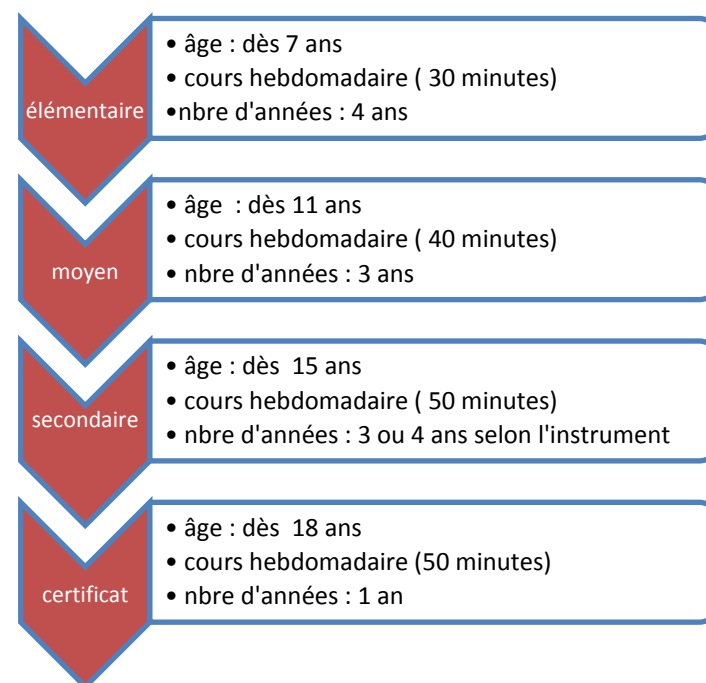 élémentaire
• âge : dès 7 ans
• cours hebdomadaire ( 30 minutes)
•nbre d'années : 4 ans
moyen
• âge  : dès 11 ans
• cours hebdomadaire ( 40 minutes)
• nbre d'années : 3 ans
secondaire
• âge : dès  15 ans
• cours hebdomadaire ( 50 minutes)
• nbre d'années : 3 ou 4 ans selon l'instrument
certificat
• âge : dès  18 ans
• cours hebdomadaire (50 minutes)
• nbre d'années : 1 an